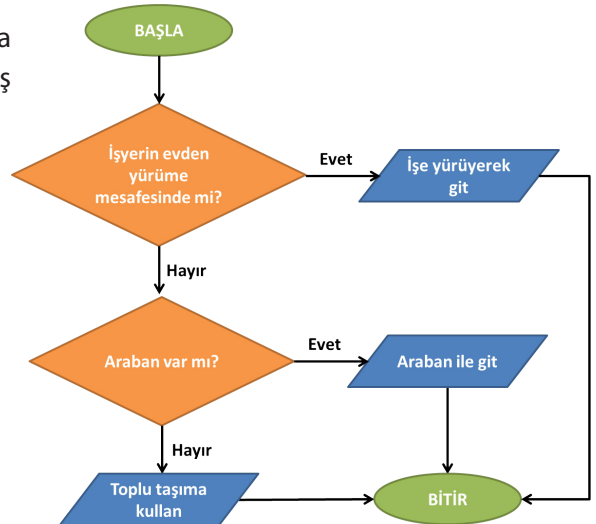 a
ş
BAŞLA
İşyerin evden
yürüme
mesafesinde mi?
Evet
İşe yürüyerek
git
Hayır
Araban var mı?
Evet
Araban ile git
Hayır
Toplu taşıma
kullan
BİTİR